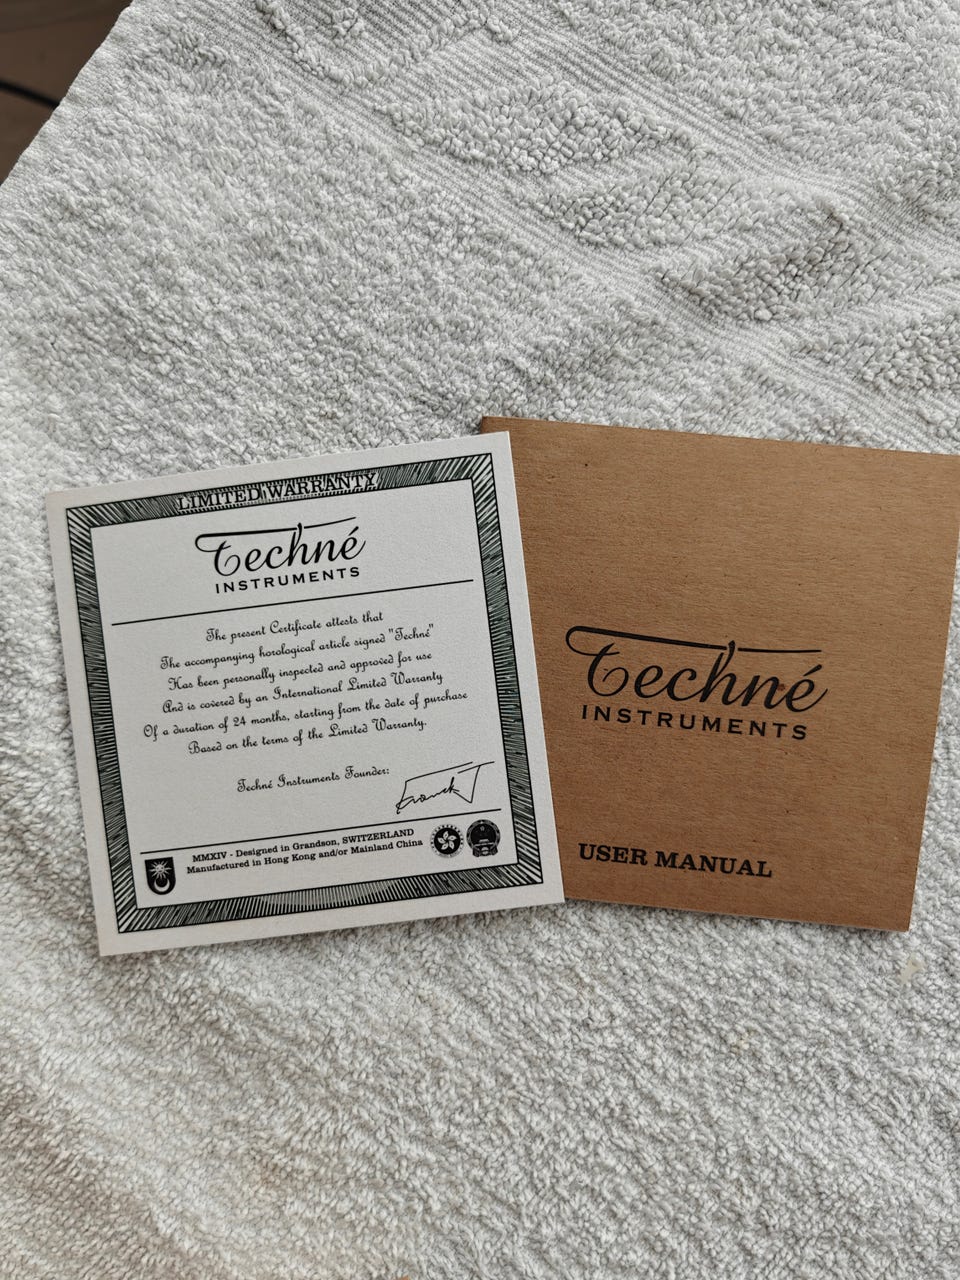 LIMITED WARRANTY
Techné
INSTRUMENTS
The present Certificate attests that
The accompanying horological article signed "Techné"
Has been personally inspected and approved for use
And is covered by an International Limited Warranty
Of a duration of 24 months, starting from the date of purchase
Based on the terms of the Limited Warranty.
Techné Instruments Founder:
MMXIV - Designed in Grandson, SWITZERLAND
Manufactured in Hong Kong and/or Mainland China
Techné
INSTRUMENTS
USER MANUAL